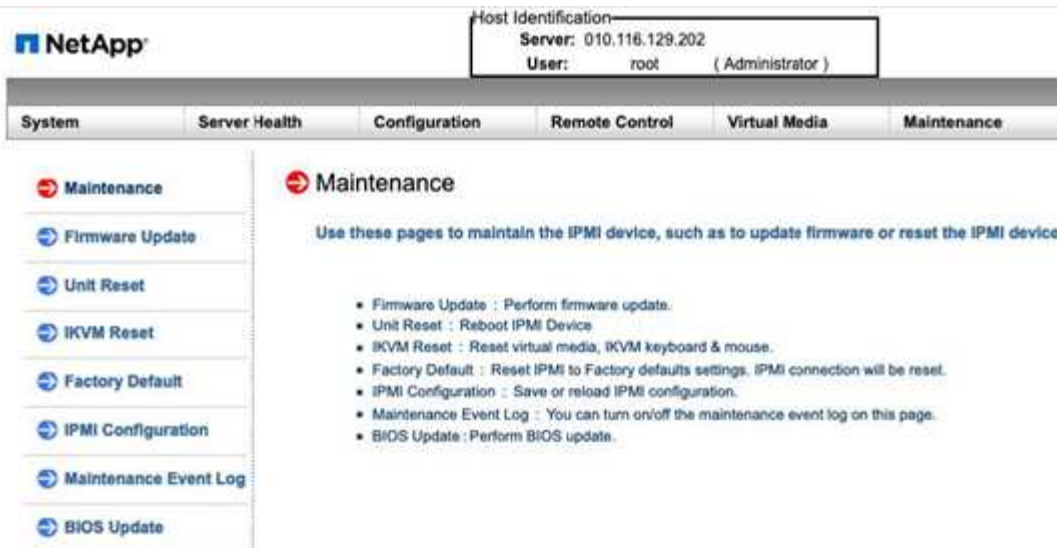 NetApp
Host Identification
Server: 010.116.129.202
User: root ( Administrator )
System Server Health Configuration Remote Control Virtual Media Maintenance
Maintenance
Firmware Update
Unit Reset
IKVM Reset
Factory Default
IPMI Configuration
Maintenance Event Log
BIOS Update
Maintenance
Use these pages to maintain the IPMI device, such as to update firmware or reset the IPMI device
• Firmware Update : Perform firmware update.
• Unit Reset : Reboot IPMI Device
• IKVM Reset : Reset virtual media, IKVM keyboard & mouse.
• Factory Default : Reset IPMI to Factory defaults settings. IPMI connection will be reset.
• IPMI Configuration : Save or reload IPMI configuration.
• Maintenance Event Log : You can turn on/off the maintenance event log on this page.
• BIOS Update : Perform BIOS update.